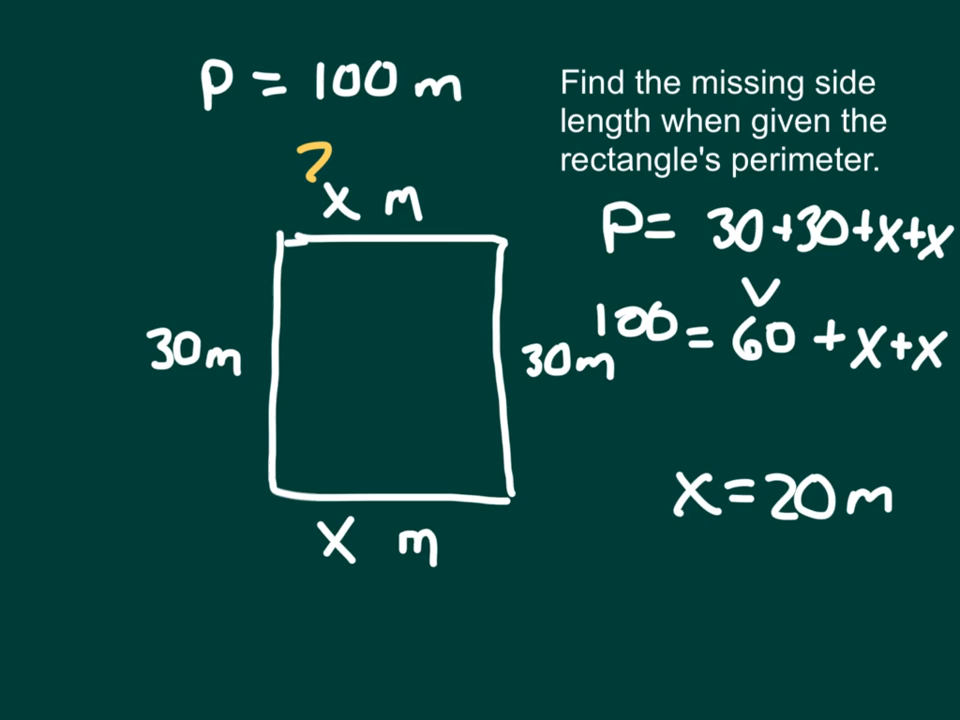 P = 100 m
Find the missing side
length when given the
rectangle's perimeter.
?
x m
P = 30+30+x+x
100 = 60 + x+x
30m
30m
x = 20 m
x m